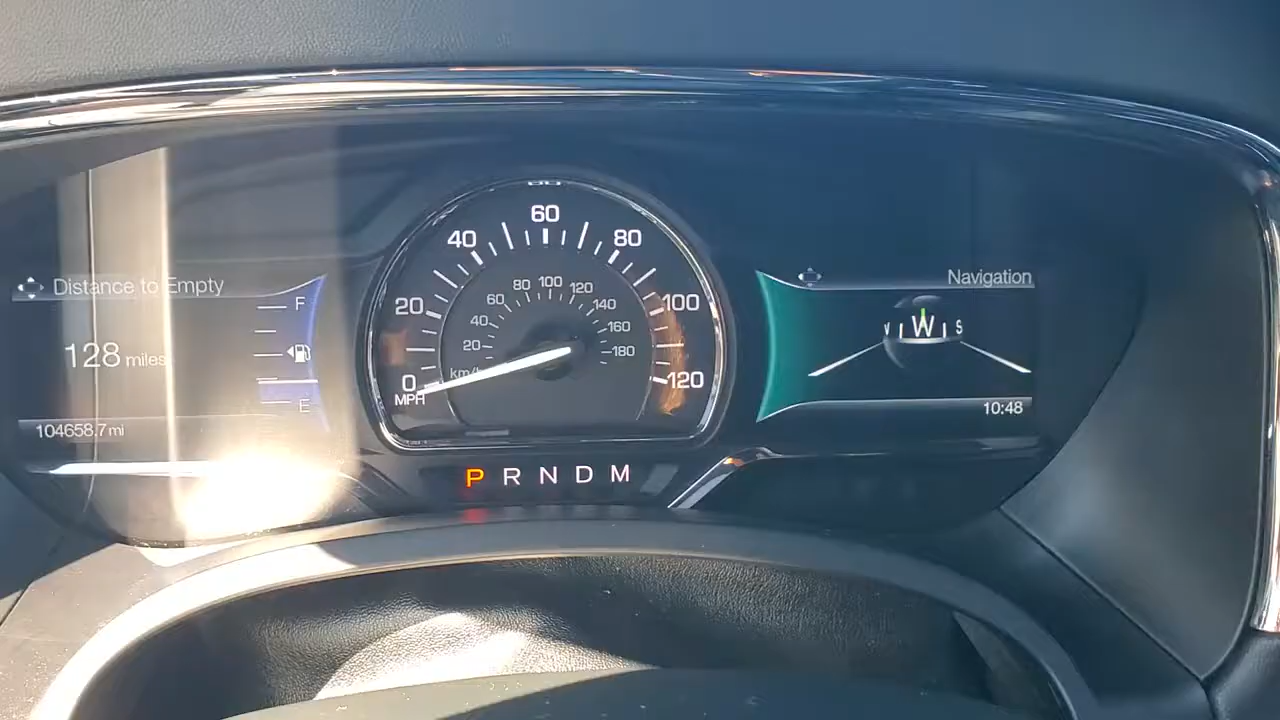 Distance to Empty
F
128 miles
E
104658.7 mi
0
20
40
60
80
100
120
MPH
20
40
60
80
100
120
140
160
180
km/h
P R N D M
Navigation
W S
10:48